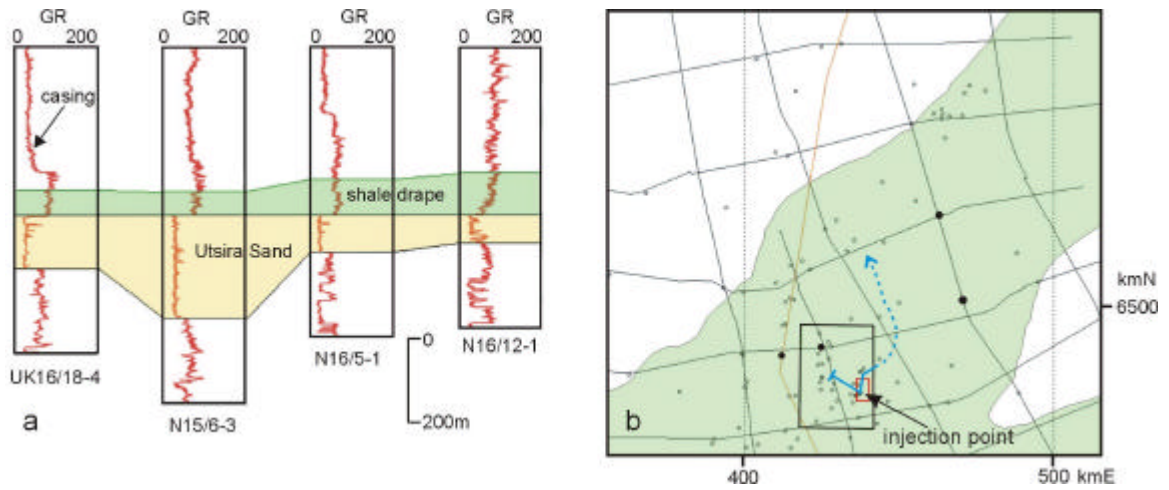 GR GR GR GR
0 200 0 200 0 200 0 200
casing
shale drape
Utsira Sand
UK16/18-4
N15/6-3
N16/5-1
N16/12-1
0
200m
a
kmN
6500
injection point
b
400 500 kmE